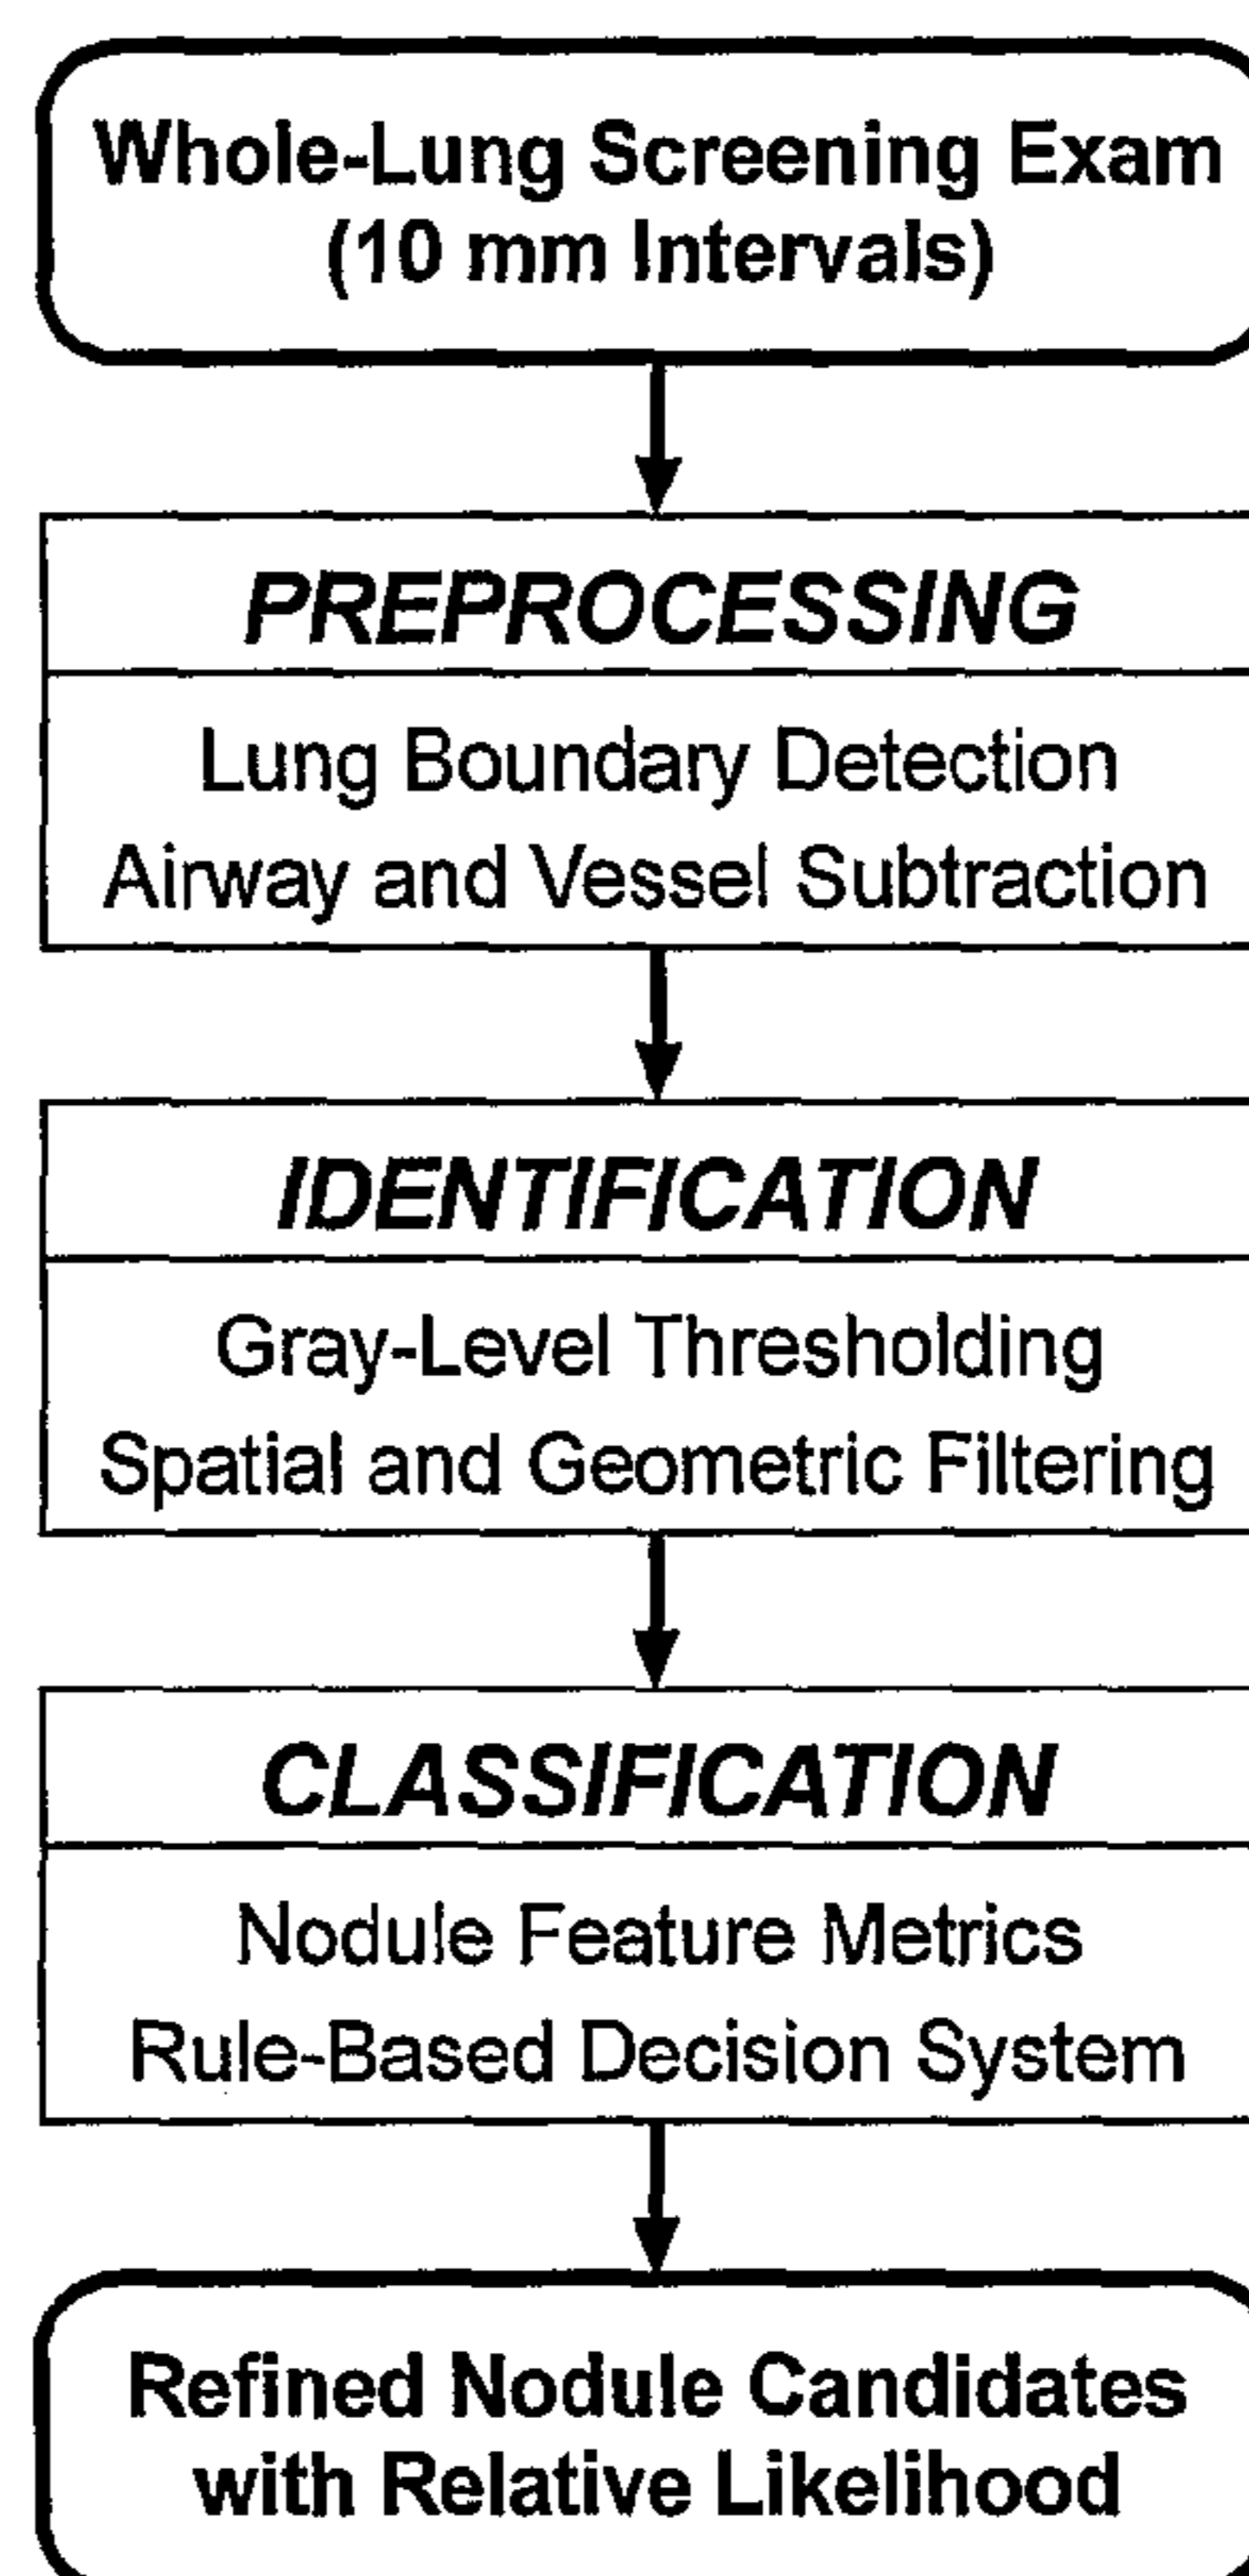 Whole-Lung Screening Exam
(10 mm Intervals)
PREPROCESSING
Lung Boundary Detection
Airway and Vessel Subtraction
IDENTIFICATION
Gray-Level Thresholding
Spatial and Geometric Filtering
CLASSIFICATION
Nodule Feature Metrics
Rule-Based Decision System
Refined Nodule Candidates
with Relative Likelihood